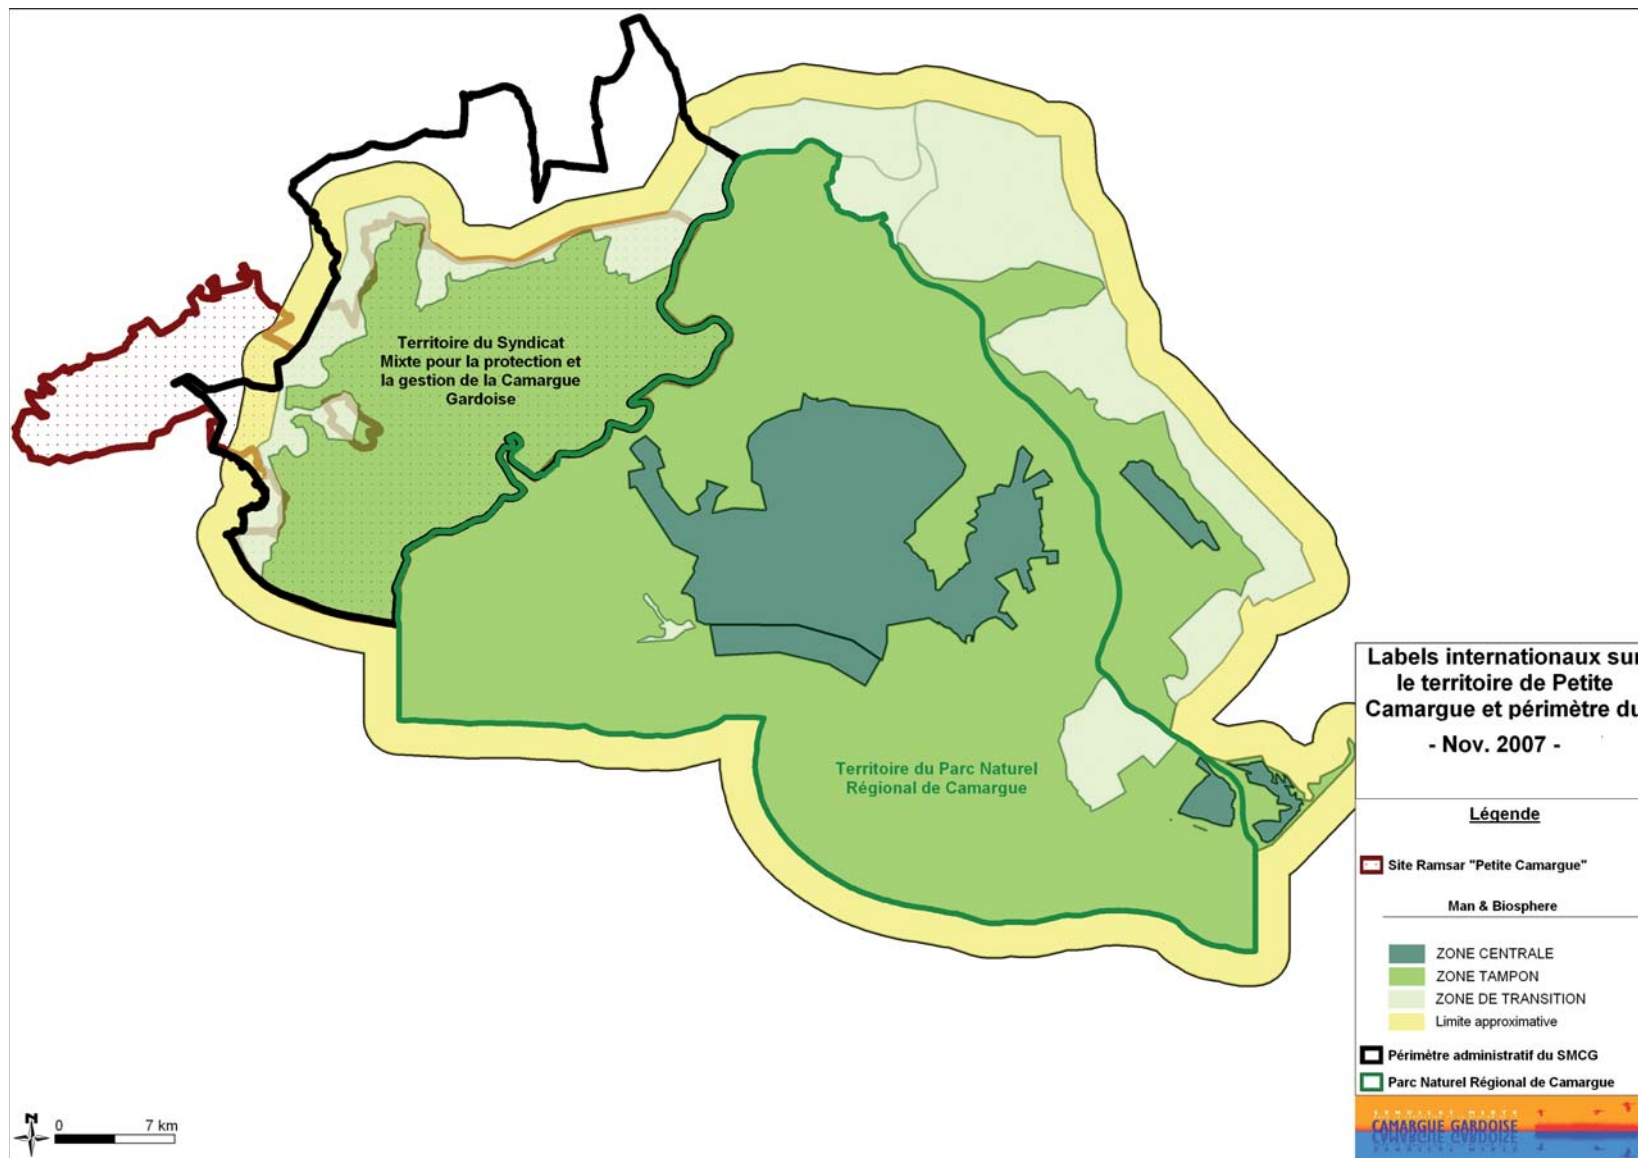 Territoire du Syndicat
Mixte pour la protection et
la gestion de la Camargue
Gardoise
Territoire du Parc Naturel
Régional de Camargue
Labels internationaux sur
le territoire de Petite
Camargue et périmètre du
- Nov. 2007 -
Légende
Site Ramsar "Petite Camargue"
Man & Biosphere
ZONE CENTRALE
ZONE TAMPON
ZONE DE TRANSITION
Limite approximative
Périmètre administratif du SMCG
Parc Naturel Régional de Camargue
N
0 7 km
SYNDICAT MIXTE
CAMARGUE GARDOISE